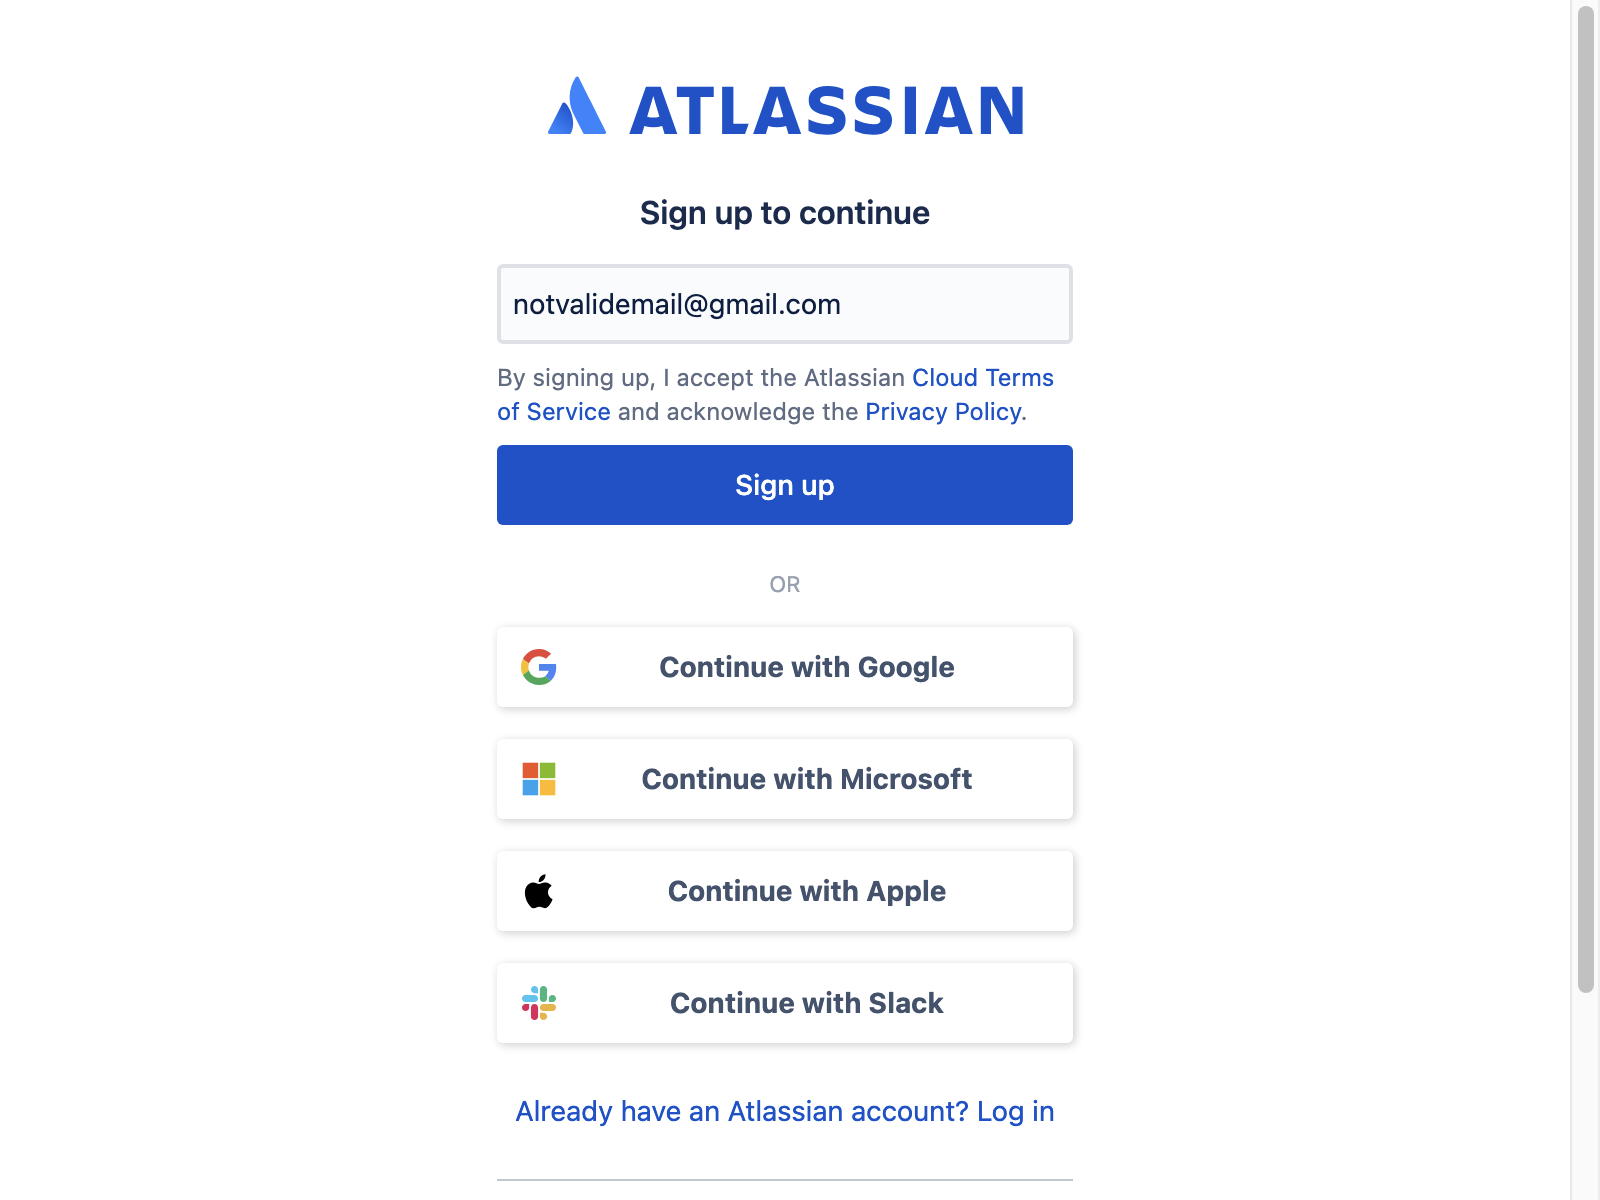 ATLASSIAN
Sign up to continue
notvalidemail@gmail.com
By signing up, I accept the Atlassian Cloud Terms
of Service and acknowledge the Privacy Policy.
Sign up
OR
Continue with Google
Continue with Microsoft
Continue with Apple
Continue with Slack
Already have an Atlassian account? Log in